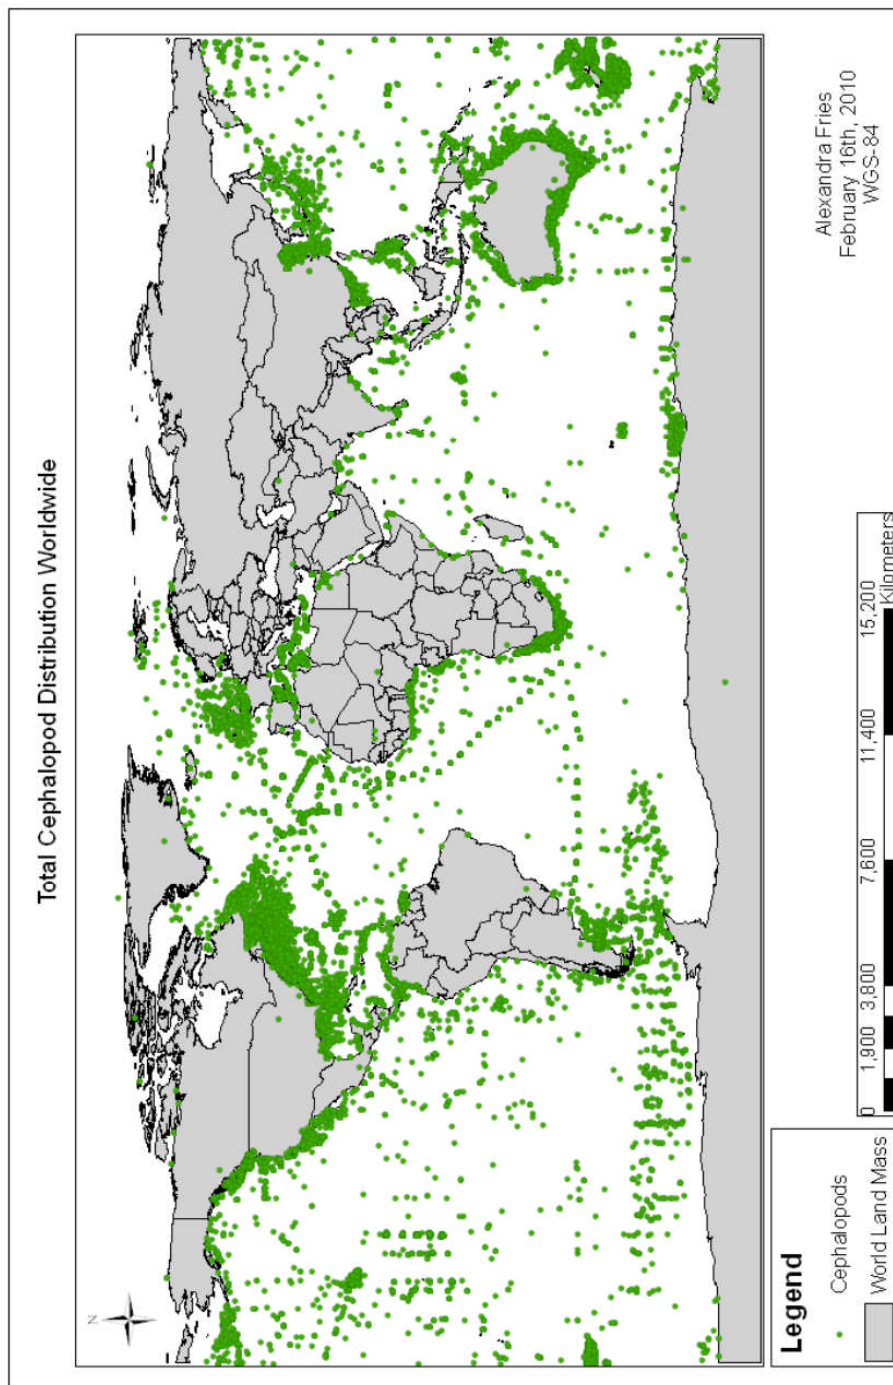 Total Cephalopod Distribution Worldwide
N
Legend
Cephalopods
World Land Mass
0 1,900 3,800 7,600 11,400 15,200
Kilometers
Alexandra Fries
February 16th, 2010
WGS-84